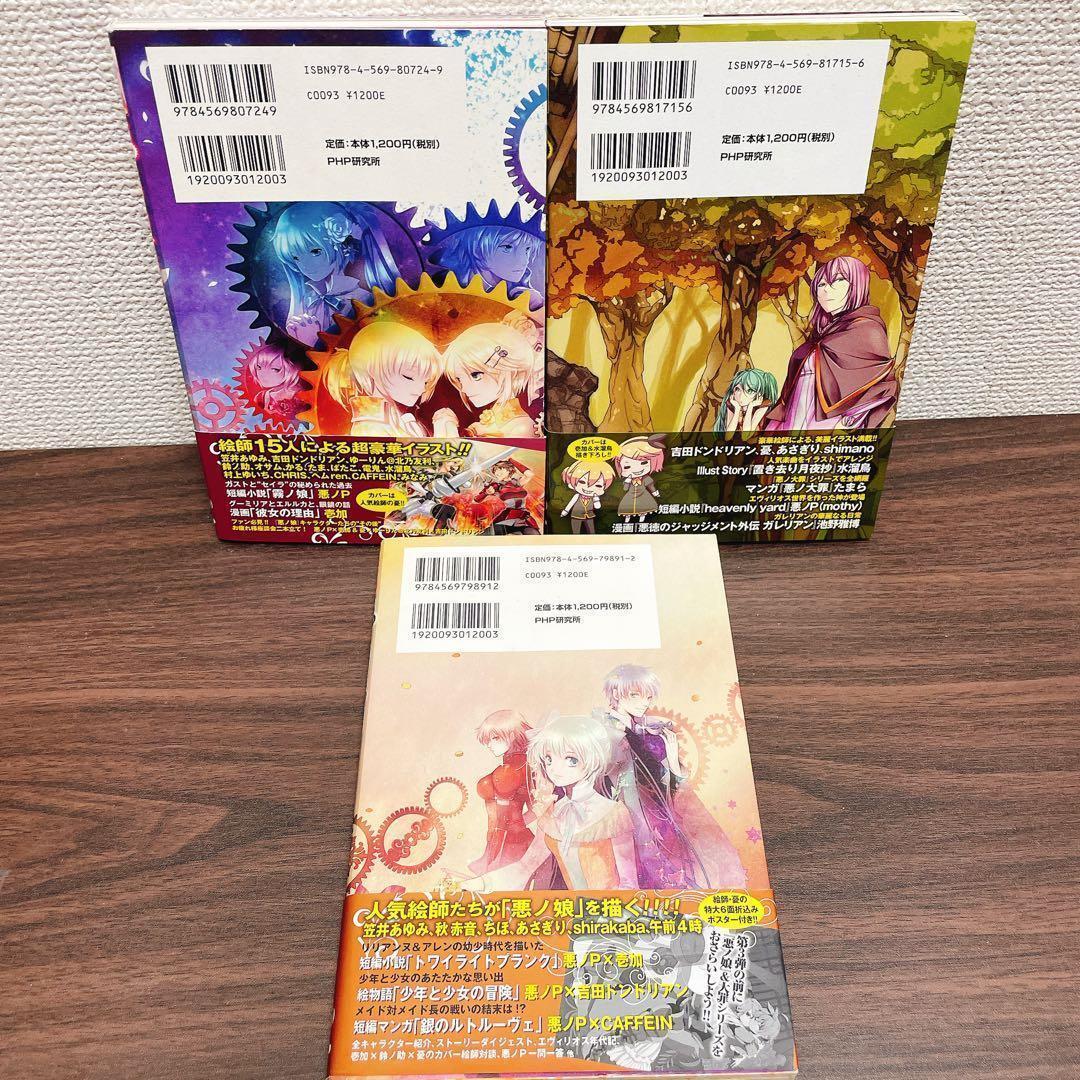 ISBN978-4-569-80724-9
9784569807249
C0093 ¥1200E
定価：本体1,200円(税別)
PHP研究所
1920093012003
絵師15人による超豪華イラスト!!
笠井あゆみ、吉田ドンドリアン、ゆーりん@北乃友利、
鈴ノ助、オサム、かる、たま、ばたこ、竜鬼、水溜鳥、
村上ゆいち、CHRIS、ヘムren、CAFFEIN、みなみ
ガストと"セイラ"の秘められた過去
短編小説「霧ノ娘」悪ノP
グーミリアとエルルカと、眼鏡の話
漫画「彼女の理由」壱加
カバーは
人気絵師の憂!!
ISBN978-4-569-81715-6
9784569817156
C0093 ¥1200E
定価：本体1,200円(税別)
PHP研究所
1920093012003
カバーは
壱加&水溜鳥
描き下ろし!!
豪華絵師による、美麗イラスト満載!!
吉田ドンドリアン、憂、あさぎり、shimano
人気楽曲をイラストでアレンジ
Illust Story「置き去り月夜抄」水溜鳥
「悪ノ大罪」シリーズを全網羅
マンガ「悪ノ大罪」たまら
エヴィリオス世界を作った神が登場
短編小説「heavenly yard」悪ノP(mothy)
ガレリアンの華麗なる日常
漫画「悪徳のジャッジメント外伝 ガレリアン」池野雅博
ISBN978-4-569-79891-2
9784569798912
C0093 ¥1200E
定価：本体1,200円(税別)
PHP研究所
1920093012003
人気絵師たちが「悪ノ娘」を描く!!!!
笠井あゆみ、秋 赤音、ちほ、あさぎり、shirakaba、午前4時
リリアンヌ&アレンの幼少時代を描いた
短編小説「トワイライトプランク」悪ノP×壱加
少年と少女のあたたかな思い出
絵物語「少年と少女の冒険」悪ノP×吉田ドンドリアン
メイド対メイド長の戦いの結末は!?
短編マンガ「銀のルトルーヴェ」悪ノP×CAFFEIN
全キャラクター紹介、ストーリーダイジェスト、エヴィリオス年代記、
壱加×鈴ノ助×憂のカバー絵師対談、悪ノP一問一答 他
絵師・憂の
特大6面折込み
ポスター付き!!
第3弾の前に
悪ノ娘&大罪シリーズを
おさらいしよう!!